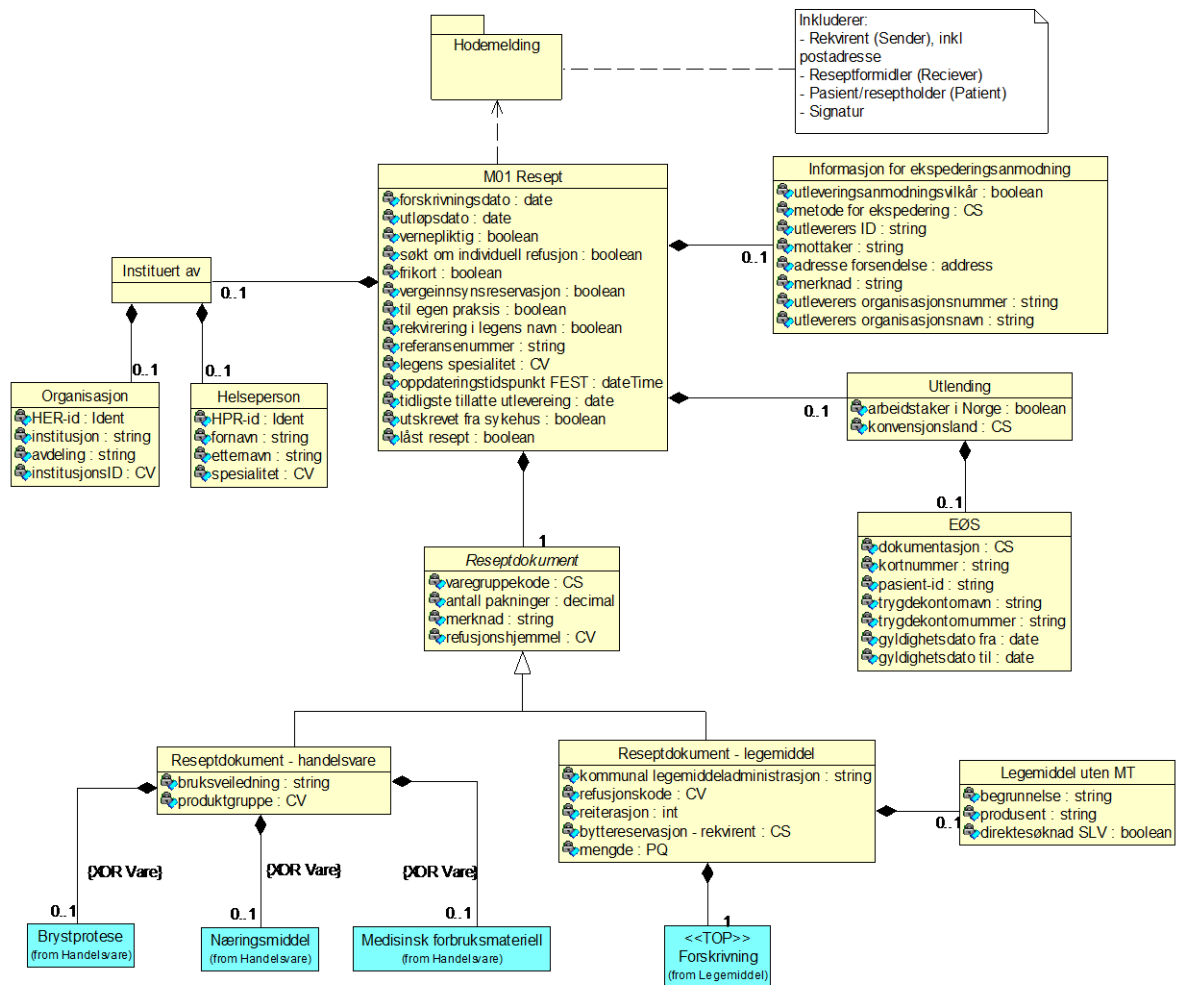 Hodemelding
Inkluderer:
- Rekvirent (Sender), inkl
postadresse
- Reseptformidler (Reciever)
- Pasient/reseptholder (Patient)
- Signatur
M01 Resept
forskrivningsdato : date
utløpsdato : date
vernepliktig : boolean
søkt om individuell refusjon : boolean
frikort : boolean
vergeinnsynsreservasjon : boolean
til egen praksis : boolean
rekvirering i legens navn : boolean
referansenummer : string
legens spesialitet : CV
oppdateringstidspunkt FEST : dateTime
tidligste tillatte utlevereing : date
utskrevet fra sykehus : boolean
låst resept : boolean
Informasjon for ekspederingsanmodning
utleveringsanmodningsvilkår : boolean
metode for ekspedering : CS
utleverers ID : string
mottaker : string
adresse forsendelse : address
merknad : string
utleverers organisasjonsnummer : string
utleverers organisasjonsnavn : string
0..1
Instituert av
0..1
0..1
0..1
Organisasjon
HER-id : Ident
institusjon : string
avdeling : string
institusjonsID : CV
Helseperson
HPR-id : Ident
fornavn : string
etternavn : string
spesialitet : CV
Utlending
arbeidstaker i Norge : boolean
konvensjonsland : CS
0..1
0..1
EØS
dokumentasjon : CS
kortnummer : string
pasient-id : string
trygdekontornavn : string
trygdekontornummer : string
gyldighetsdato fra : date
gyldighetsdato til : date
1
Reseptdokument
varegruppekode : CS
antall pakninger : decimal
merknad : string
refusjonshjemmel : CV
Reseptdokument - handelsvare
bruksveiledning : string
produktgruppe : CV
Reseptdokument - legemiddel
kommunal legemiddeladministrasjon : string
refusjonskode : CV
reiterasjon : int
byttereservasjon - rekvirent : CS
mengde : PQ
Legemiddel uten MT
begrunnelse : string
produsent : string
direktesøknad SLV : boolean
0..1
{XOR Vare}
{XOR Vare}
{XOR Vare}
0..1
0..1
0..1
1
Brystprotese
(from Handelsvare)
Næringsmiddel
(from Handelsvare)
Medisinsk forbruksmateriell
(from Handelsvare)
<<TOP>>
Forskrivning
(from Legemiddel)